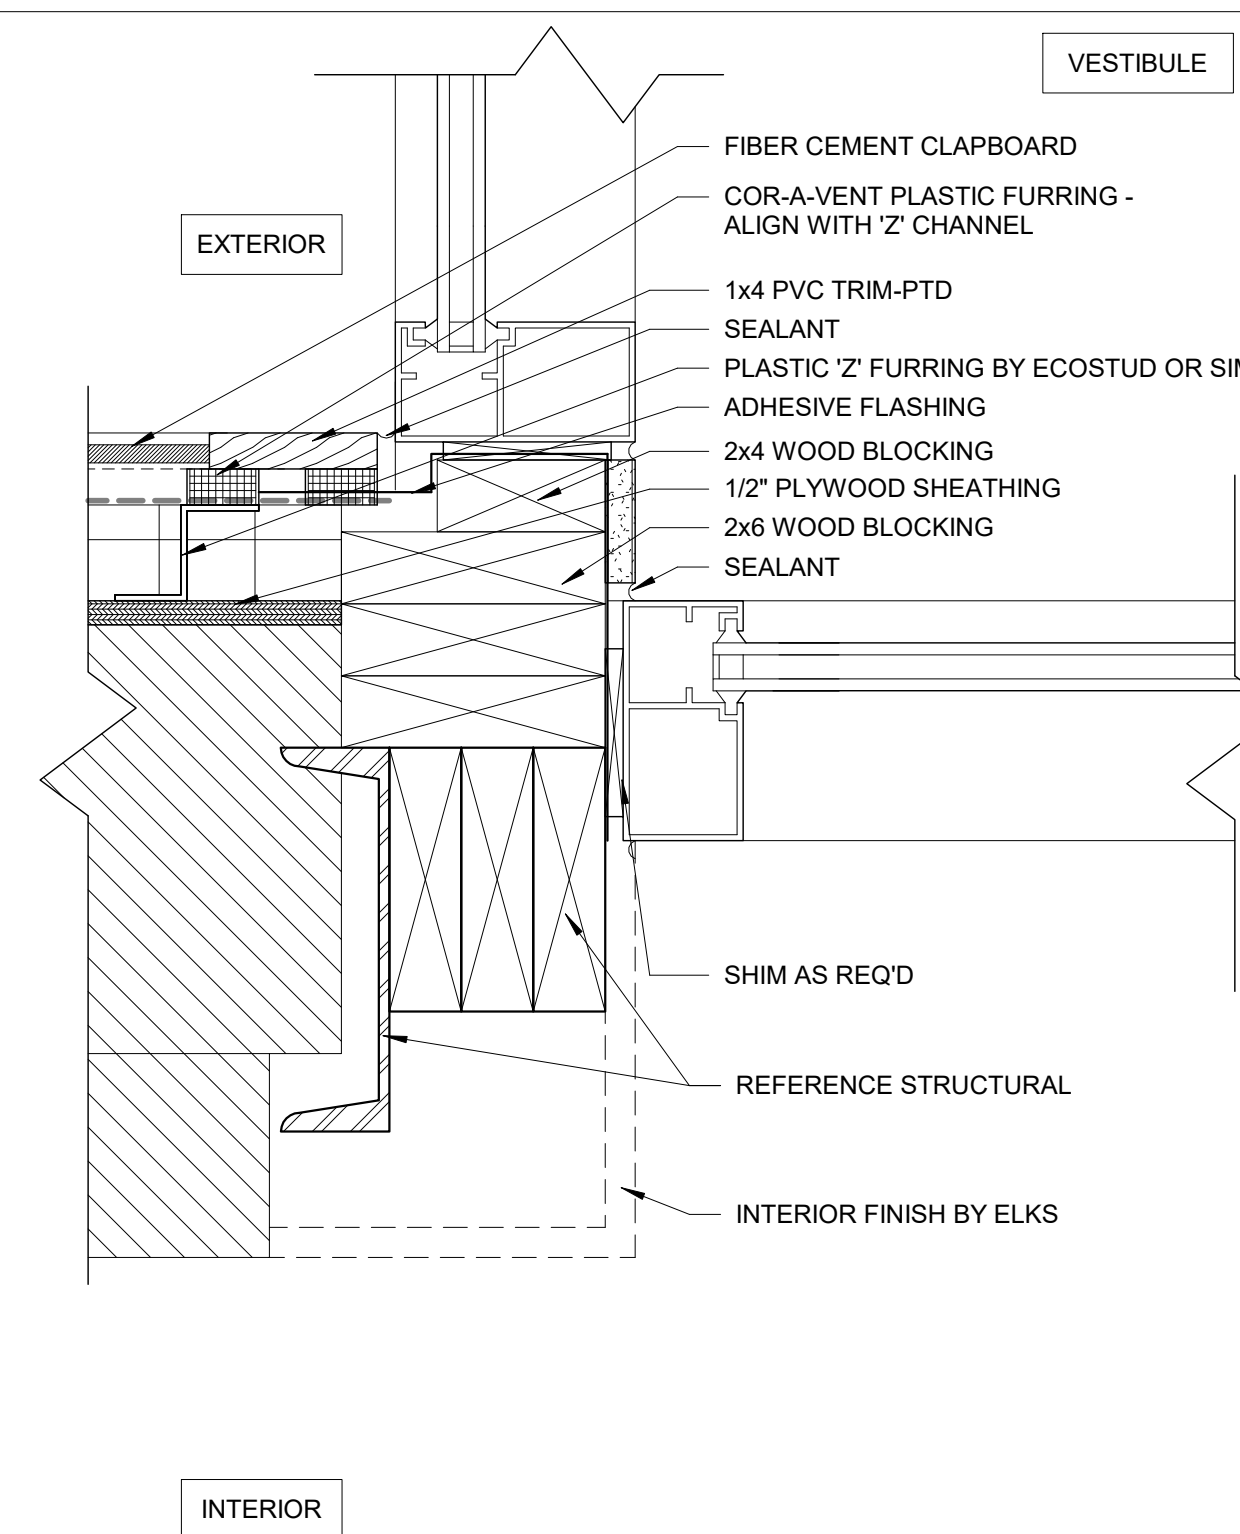 VESTIBULE
FIBER CEMENT CLAPBOARD
COR-A-VENT PLASTIC FURRING -
ALIGN WITH 'Z' CHANNEL
EXTERIOR
1x4 PVC TRIM-PTD
SEALANT
PLASTIC 'Z' FURRING BY ECOSTUD OR SIM
ADHESIVE FLASHING
2x4 WOOD BLOCKING
1/2" PLYWOOD SHEATHING
2x6 WOOD BLOCKING
SEALANT
SHIM AS REQ'D
REFERENCE STRUCTURAL
INTERIOR FINISH BY ELKS
INTERIOR